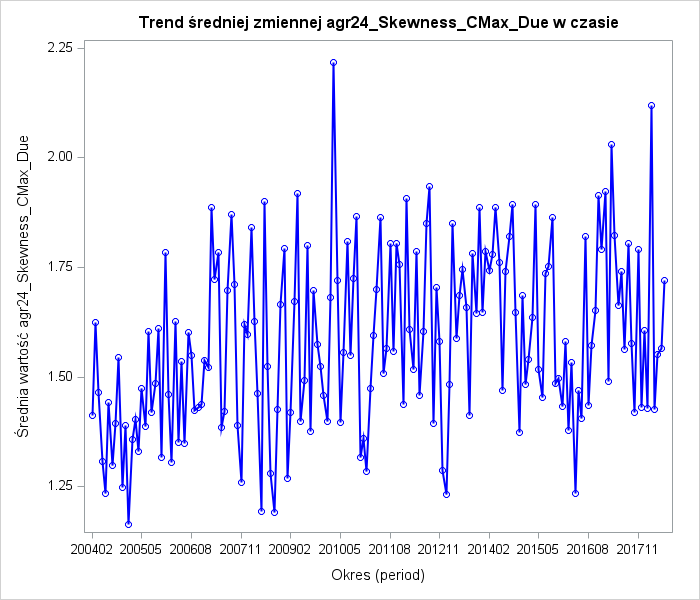 Trend średniej zmiennej agr24_Skewness_CMax_Due w czasie
2.25
2.00
1.75
1.50
1.25
Średnia wartość agr24_Skewness_CMax_Due
200402 200505 200608 200711 200902 201005 201108 201211 201402 201505 201608 201711
Okres (period)